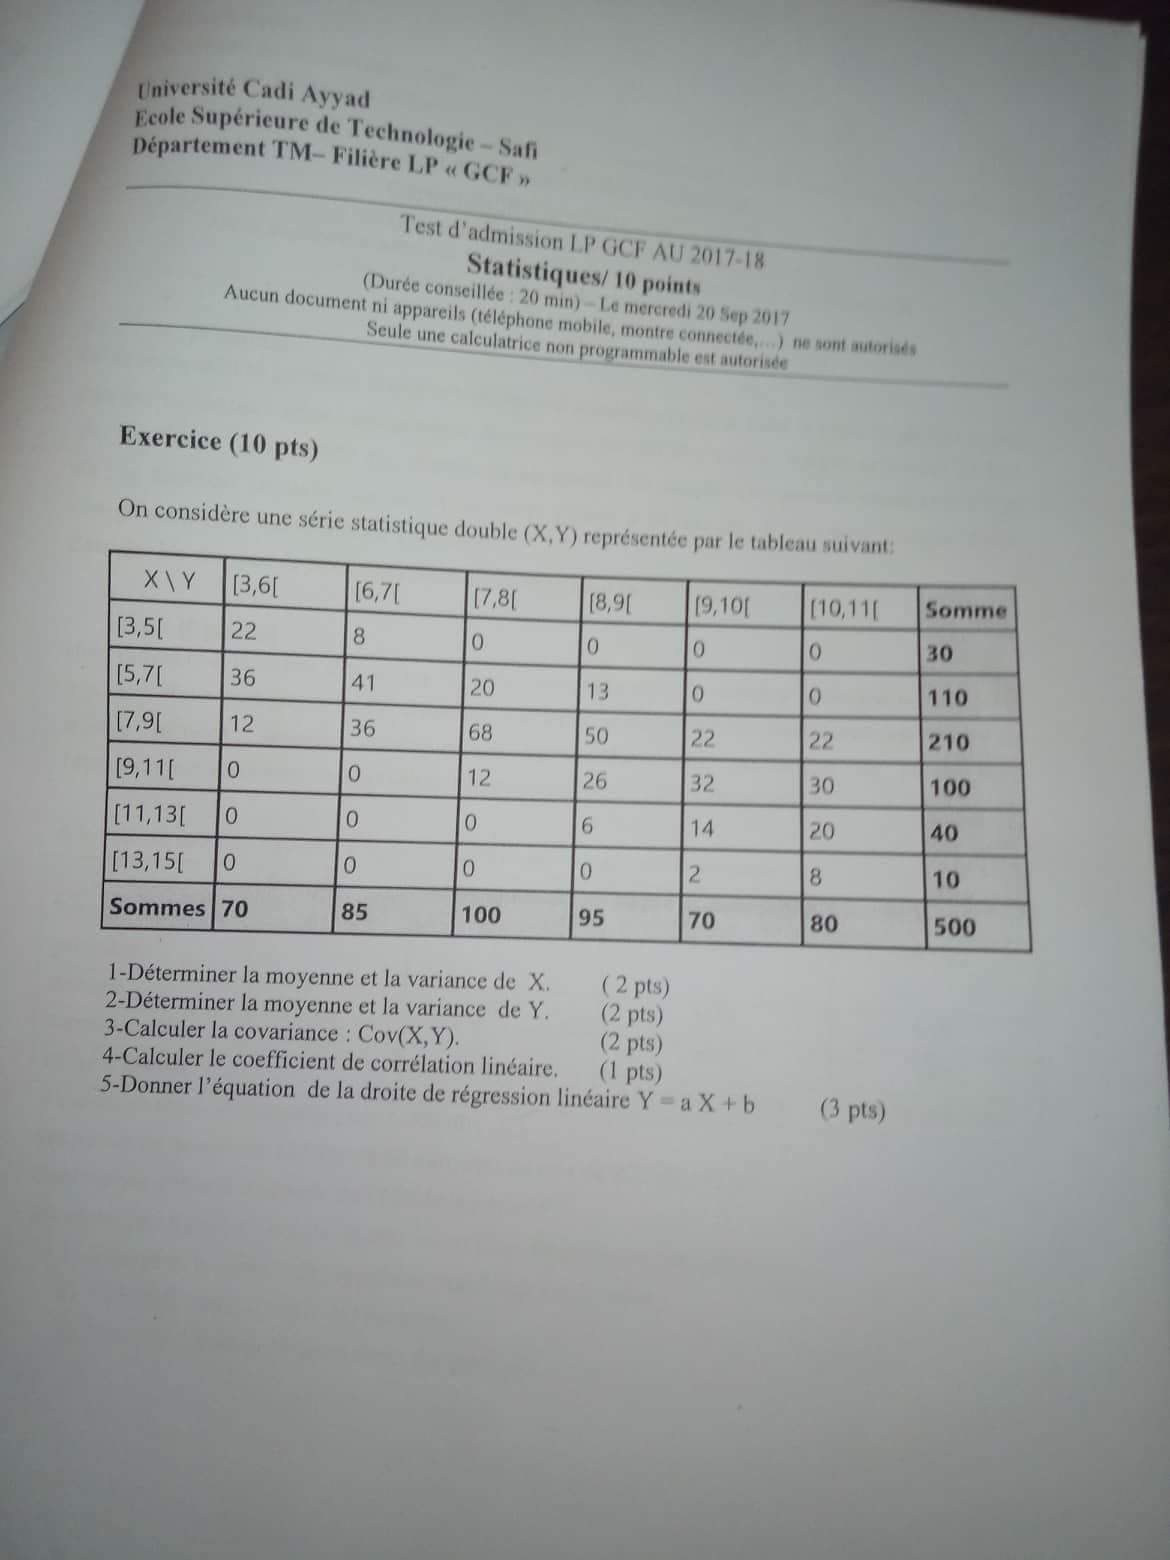 Université Cadi Ayyad
Ecole Supérieure de Technologie – Safi
Département TM– Filière LP « GCF »
Test d'admission LP GCF AU 2017-18
Statistiques/ 10 points
(Durée conseillée : 20 min) – Le mercredi 20 Sep 2017
Aucun document ni appareils (téléphone mobile, montre connectée,…) ne sont autorisés
Seule une calculatrice non programmable est autorisée
Exercice (10 pts)
On considère une série statistique double (X,Y) représentée par le tableau suivant:
X \ Y [3,6[ [6,7[ [7,8[ [8,9[ [9,10[ [10,11[ Somme
[3,5[ 22 8 0 0 0 0 30
[5,7[ 36 41 20 13 0 0 110
[7,9[ 12 36 68 50 22 22 210
[9,11[ 0 0 12 26 32 30 100
[11,13[ 0 0 0 6 14 20 40
[13,15[ 0 0 0 0 2 8 10
Sommes 70 85 100 95 70 80 500
1-Déterminer la moyenne et la variance de X. ( 2 pts)
2-Déterminer la moyenne et la variance de Y. (2 pts)
3-Calculer la covariance : Cov(X,Y). (2 pts)
4-Calculer le coefficient de corrélation linéaire. (1 pts)
5-Donner l'équation de la droite de régression linéaire Y = a X + b (3 pts)